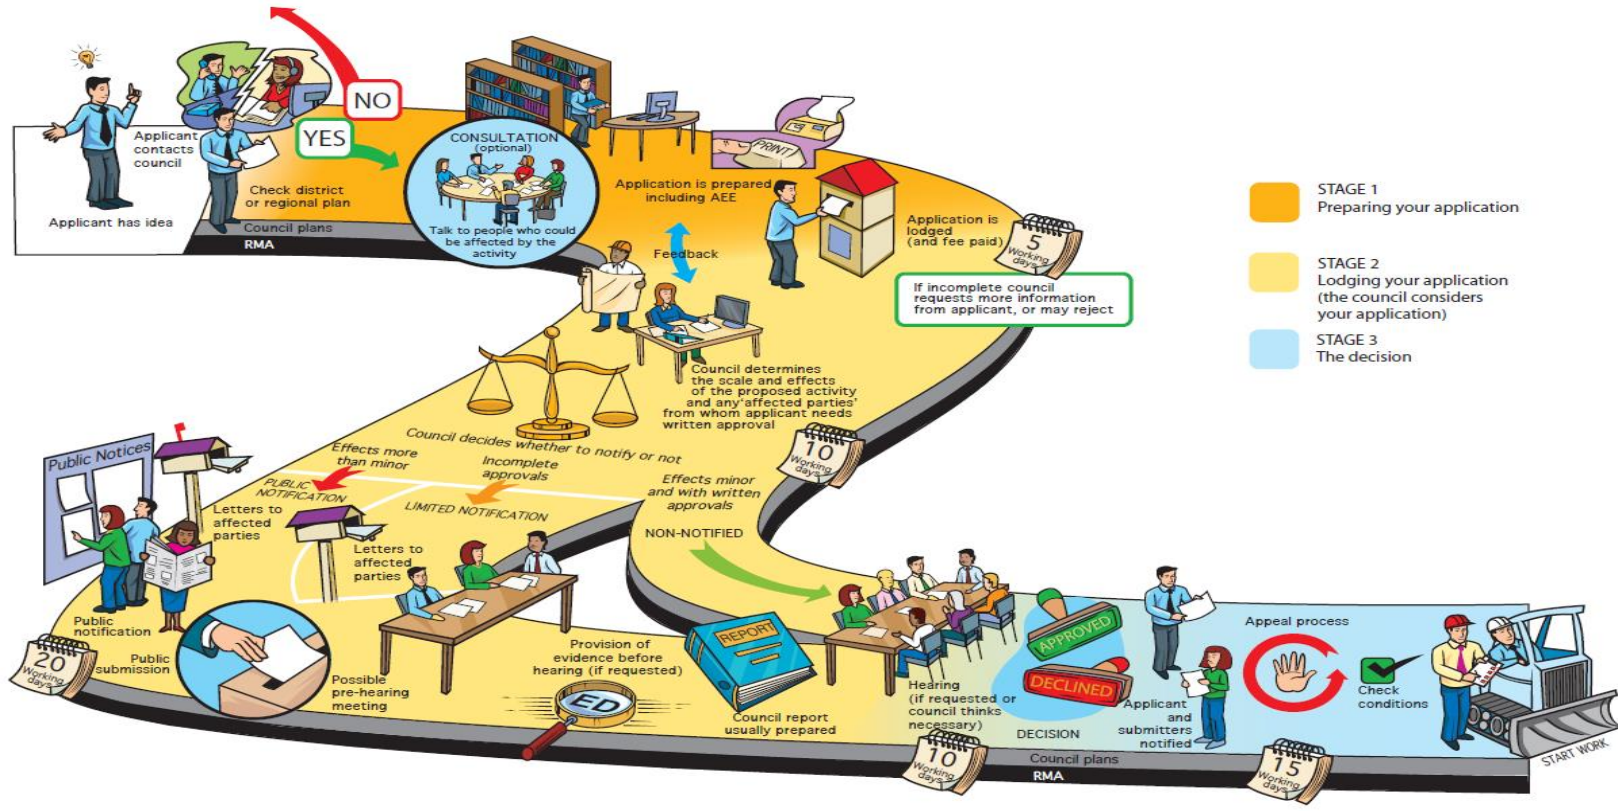 NO
YES
Applicant
contacts
council
Applicant has idea
Check district
or regional plan
Council plans
RMA
CONSULTATION
(optional)
Talk to people who could
be affected by the
activity
Application is prepared
including AEE
PRINT
Feedback
Application is
lodged
(and fee paid)
5
Working
days
If incomplete council
requests more information
from applicant, or may reject
STAGE 1
Preparing your application
STAGE 2
Lodging your application
(the council considers
your application)
STAGE 3
The decision
Council determines
the scale and effects
of the proposed activity
and any 'affected parties'
from whom applicant needs
written approval
10
Working
days
Council decides whether to notify or not
Effects more
than minor
Incomplete
approvals
Effects minor
and with written
approvals
PUBLIC
NOTIFICATION
LIMITED NOTIFICATION
NON-NOTIFIED
Public Notices
Letters to
affected
parties
Letters to
affected
parties
Public
notification
20
Working
days
Public
submission
Possible
pre-hearing
meeting
Provision of
evidence before
hearing (if requested)
ED
REPORT
Council report
usually prepared
Hearing
(if requested or
council thinks
necessary)
10
Working
days
APPROVED
DECLINED
DECISION
Applicant
and
submitters
notified
Appeal process
15
Working
days
Check
conditions
START WORK
Council plans
RMA